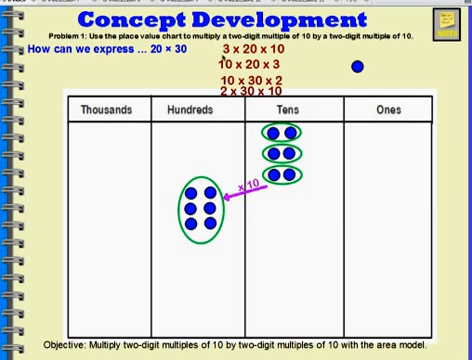 Concept Development
Problem 1: Use the place value chart to multiply a two-digit multiple of 10 by a two-digit multiple of 10.
How can we express ... 20 × 30
3 x 20 x 10
10 x 20 x 3
10 x 30 x 2
2 x 30 x 10
NOTES
Thousands Hundreds Tens Ones
x 10
Objective: Multiply two-digit multiples of 10 by two-digit multiples of 10 with the area model.